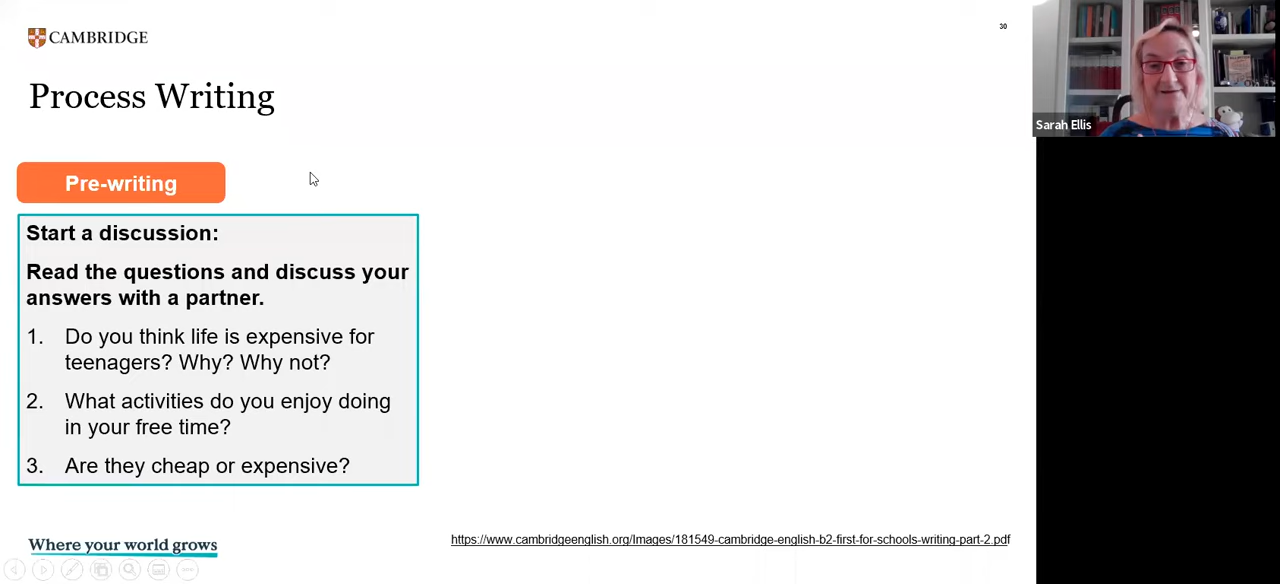 30
CAMBRIDGE
Process Writing
Sarah Ellis
Pre-writing
Start a discussion:
Read the questions and discuss your
answers with a partner.
1. Do you think life is expensive for
teenagers? Why? Why not?
2. What activities do you enjoy doing
in your free time?
3. Are they cheap or expensive?
Where your world grows
https://www.cambridgeenglish.org/Images/181549-cambridge-english-b2-first-for-schools-writing-part-2.pdf